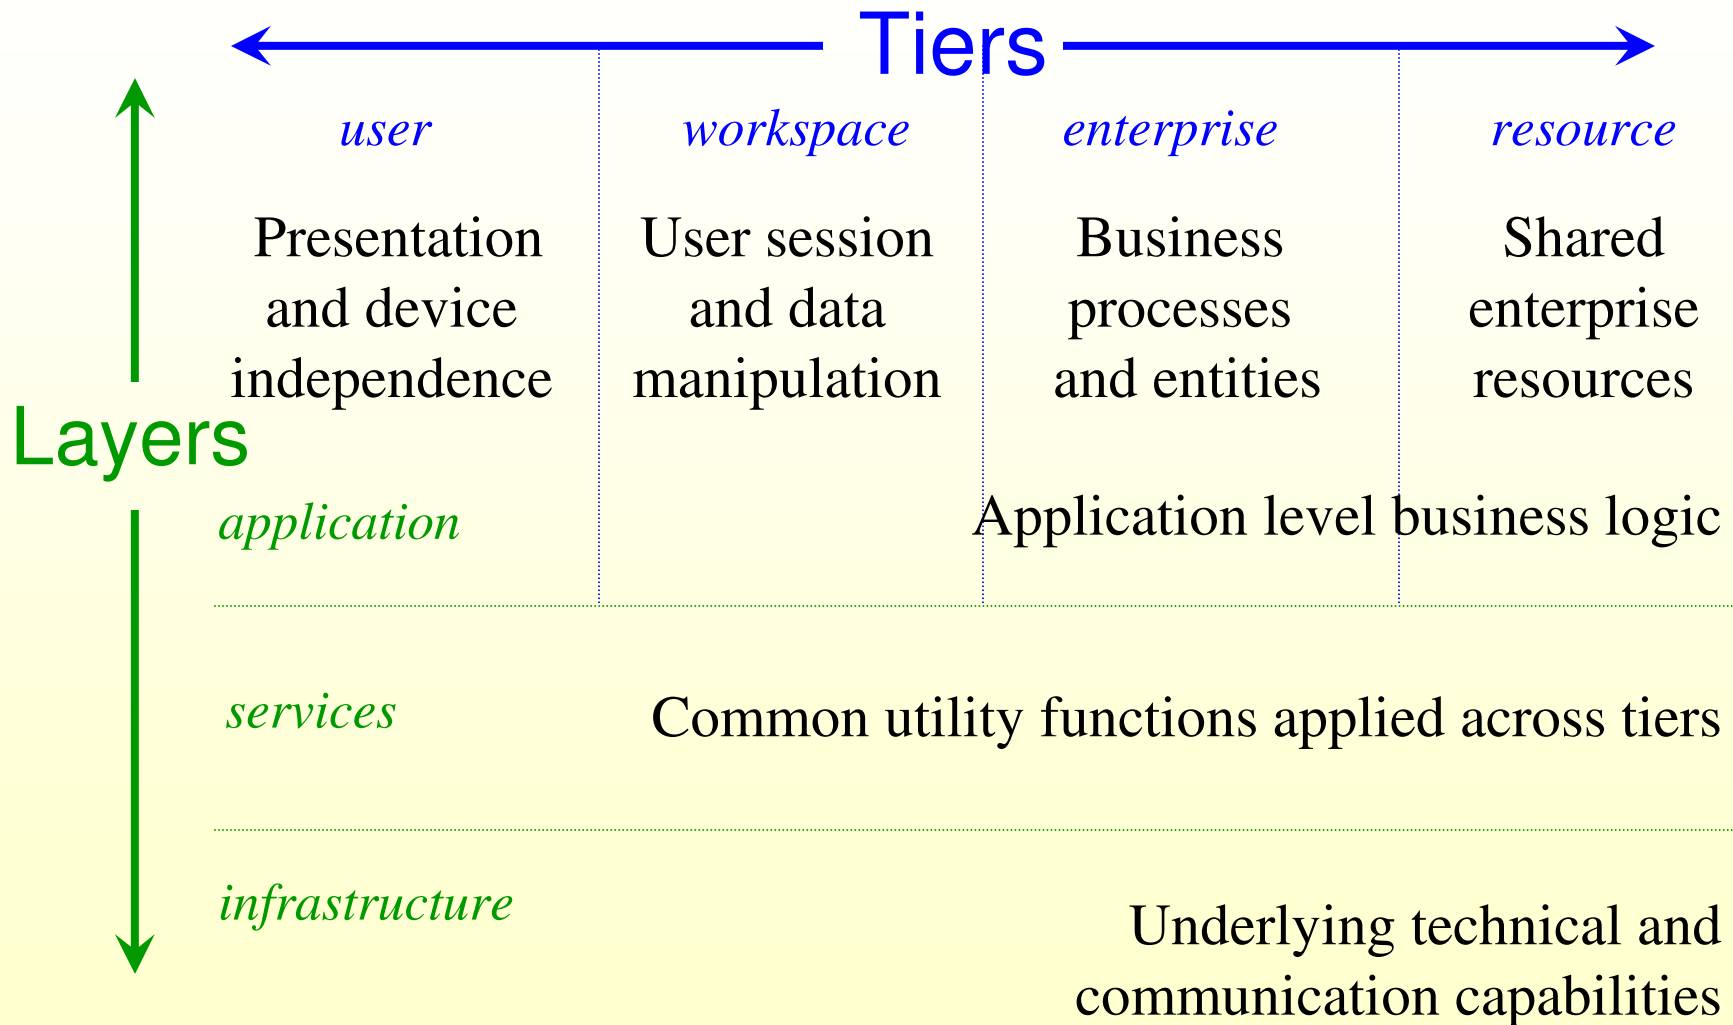 Tiers
user workspace enterprise resource
Presentation User session Business Shared
and device and data processes enterprise
independence manipulation and entities resources
Layers
application Application level business logic
services Common utility functions applied across tiers
infrastructure
Underlying technical and
communication capabilities